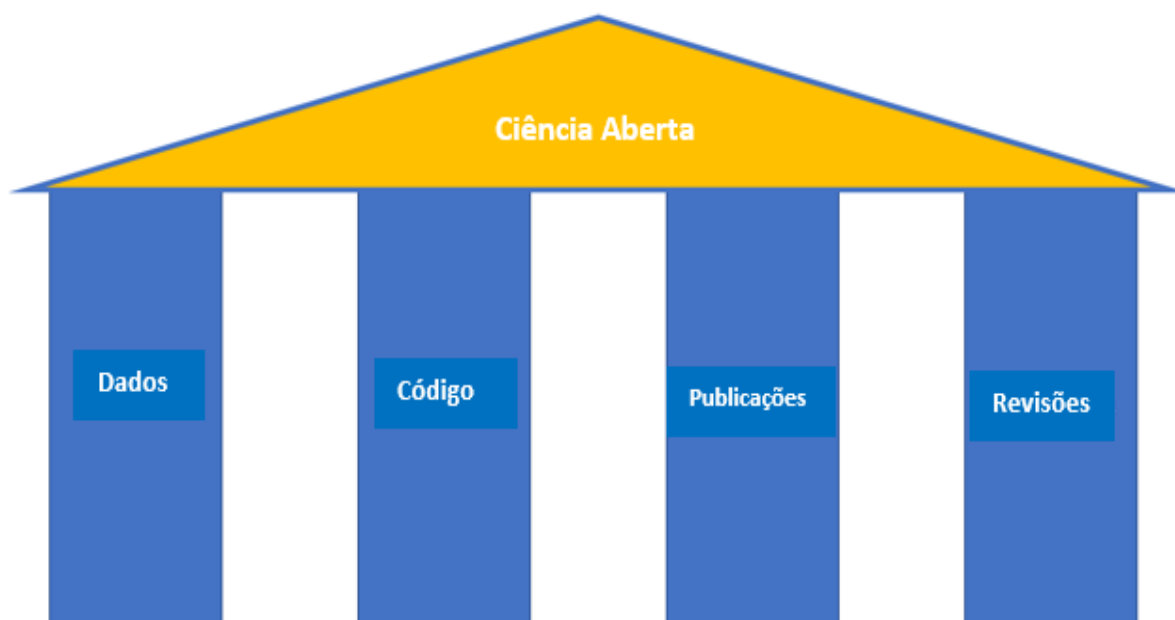 Ciência Aberta
Dados
Código
Publicações
Revisões